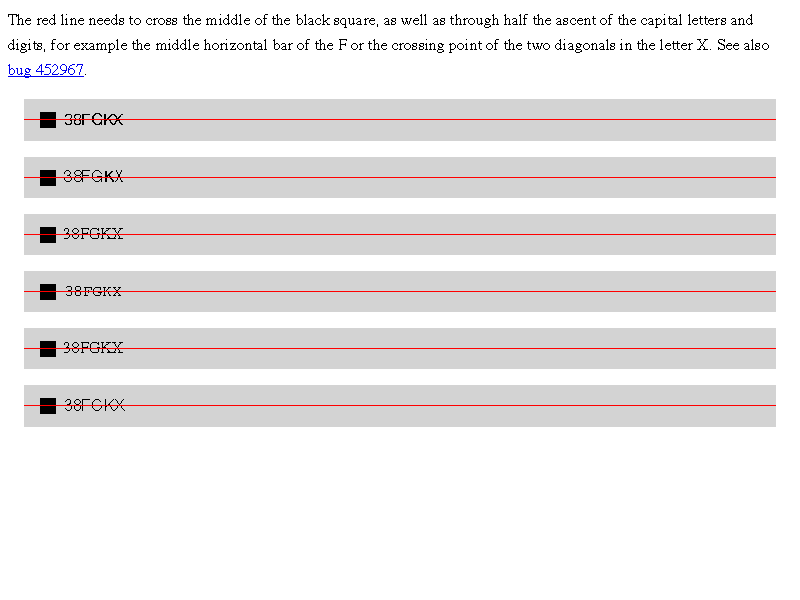 The red line needs to cross the middle of the black square, as well as through half the ascent of the capital letters and
digits, for example the middle horizontal bar of the F or the crossing point of the two diagonals in the letter X. See also
bug 452967.
38FGKX
38FGKX
38FGKX
38FGKX
38FGKX
38FGKX